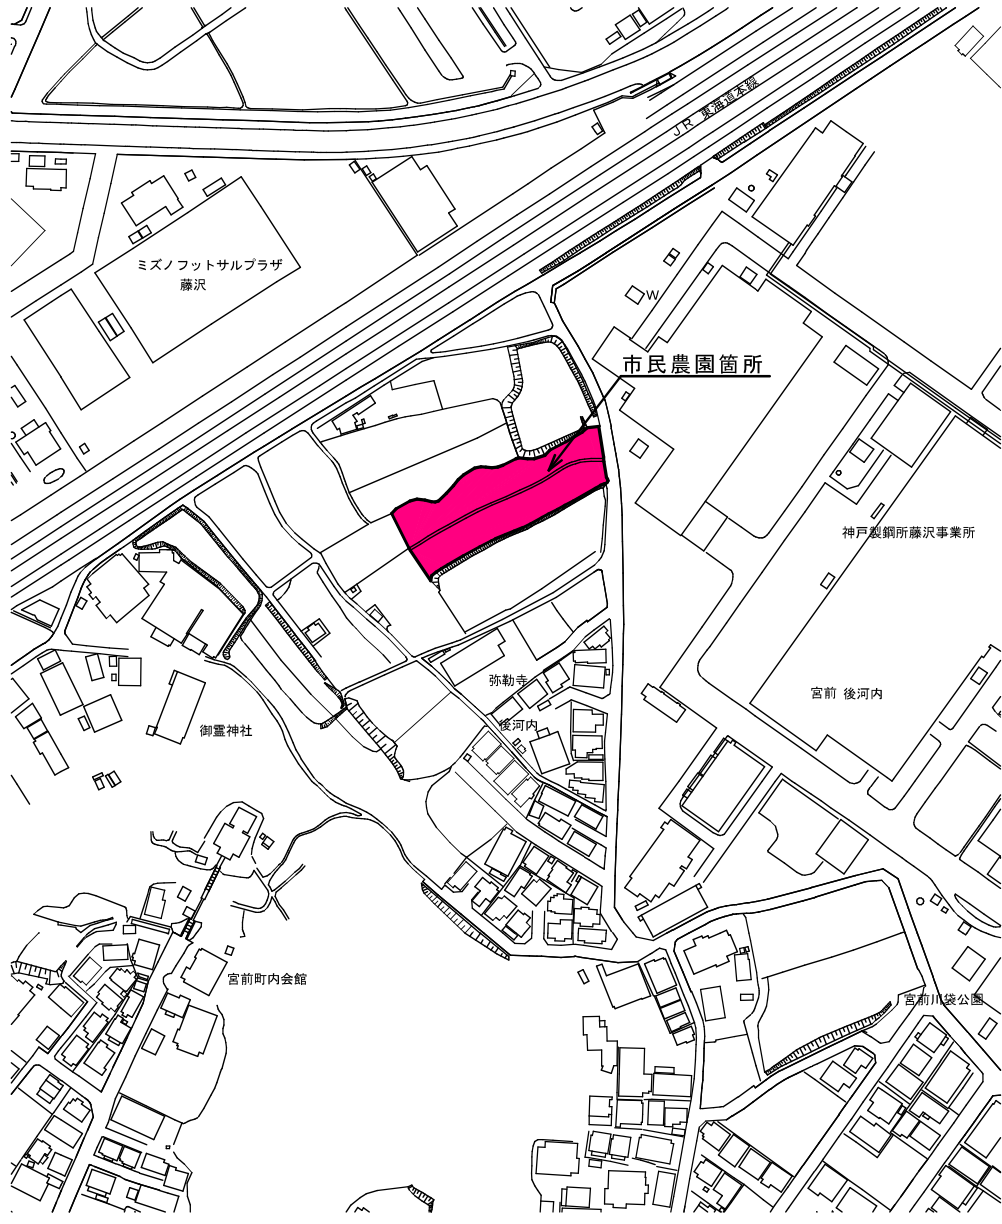 JR 東海道本線
ミズノフットサルプラザ
藤沢
W
市民農園箇所
神戸製鋼所藤沢事業所
弥勒寺
宮前 後河内
後河内
御霊神社
宮前町内会館
宮前川袋公園